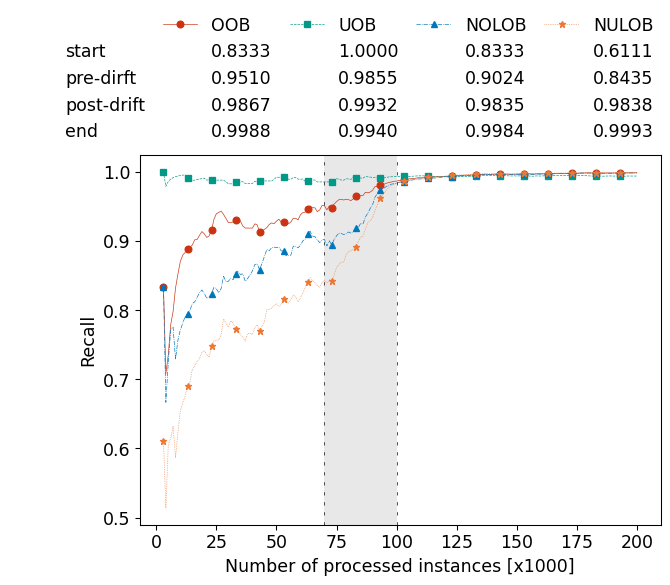 OOB UOB NOLOB NULOB
start 0.8333 1.0000 0.8333 0.6111
pre-dirft 0.9510 0.9855 0.9024 0.8435
post-drift 0.9867 0.9932 0.9835 0.9838
end 0.9988 0.9940 0.9984 0.9993
1.0
0.9
0.8
0.7
0.6
0.5
Recall
0 25 50 75 100 125 150 175 200
Number of processed instances [x1000]